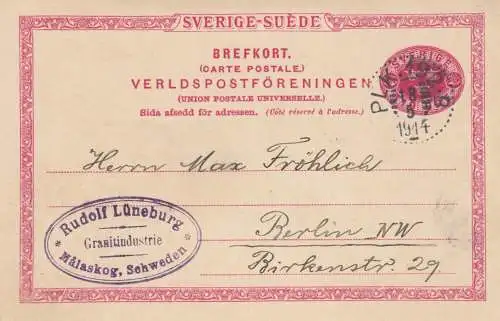 SVERIGE-SUÈDE
BREFKORT.
(CARTE POSTALE.)
VERLDSPOSTFÖRENINGEN
(UNION POSTALE UNIVERSELLE.)
Sida afsedd för adressen. (Côté réservé à l'adresse.)
SVERIGE
1914
Herrn Max Fröhlich
Berlin NW
Birkenstr. 29
Rudolf Lüneburg
Granitindustrie
Målaskog, Schweden